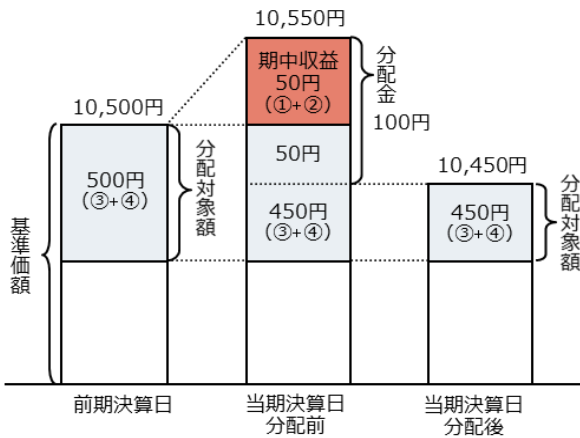 10,550円
期中収益
50円
（①+②）
分配金
100円
10,500円
500円
（③+④）
分配対象額
50円
450円
（③+④）
10,450円
450円
（③+④）
分配対象額
基準価額
前期決算日
当期決算日
分配前
当期決算日
分配後